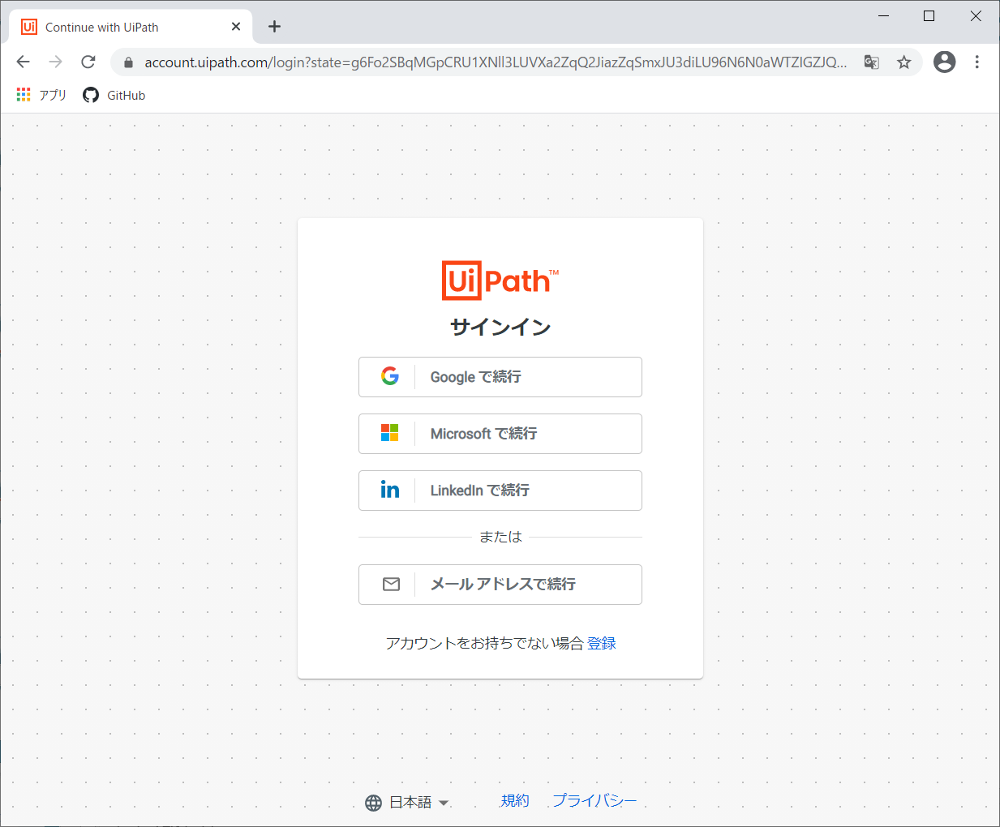 Continue with UiPath
account.uipath.com/login?state=g6Fo2SBqMGpCRU1XNll3LUVXa2ZqQ2JiazZqSmxJU3diLU96N6N0aWTZIGZJQ...
アプリ GitHub
UiPath™
サインイン
Google で続行
Microsoft で続行
LinkedIn で続行
または
メール アドレスで続行
アカウントをお持ちでない場合 登録
日本語 規約 プライバシー